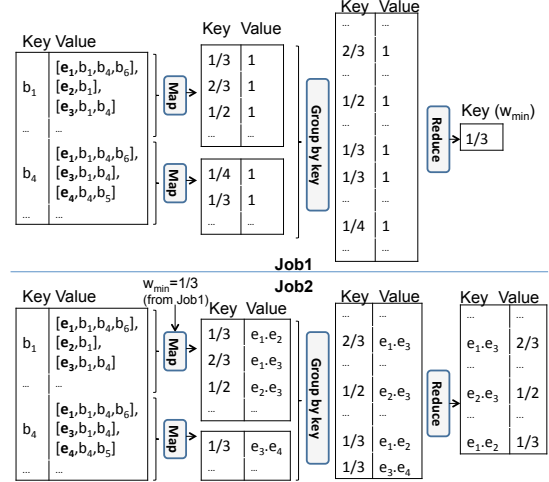 Key Value
b1
[e1,b1,b4,b6],
[e2,b1],
[e3,b1,b4]
... ...
b4
[e1,b1,b4,b6],
[e3,b1,b4],
[e4,b4,b5]
... ...
Map
Map
Key Value
1/3 1
2/3 1
1/2 1
... ...
1/4 1
1/3 1
... ...
Group by key
Key Value
... ...
2/3 1
... ...
1/2 1
... ...
1/3 1
1/3 1
... ...
1/4 1
... ...
Reduce
Key (wmin)
1/3
Job1
Job2
Key Value
b1
[e1,b1,b4,b6],
[e2,b1],
[e3,b1,b4]
... ...
b4
[e1,b1,b4,b6],
[e3,b1,b4],
[e4,b4,b5]
... ...
wmin=1/3
(from Job1)
Map
Map
Key Value
1/3 e1.e2
2/3 e1.e3
1/2 e2.e3
... ...
1/3 e3.e4
... ...
Group by key
Key Value
... ...
2/3 e1.e3
... ...
1/2 e2.e3
... ...
1/3 e1.e2
1/3 e3.e4
Reduce
Key Value
... ...
e1.e3 2/3
... ...
e2.e3 1/2
... ...
e1.e2 1/3